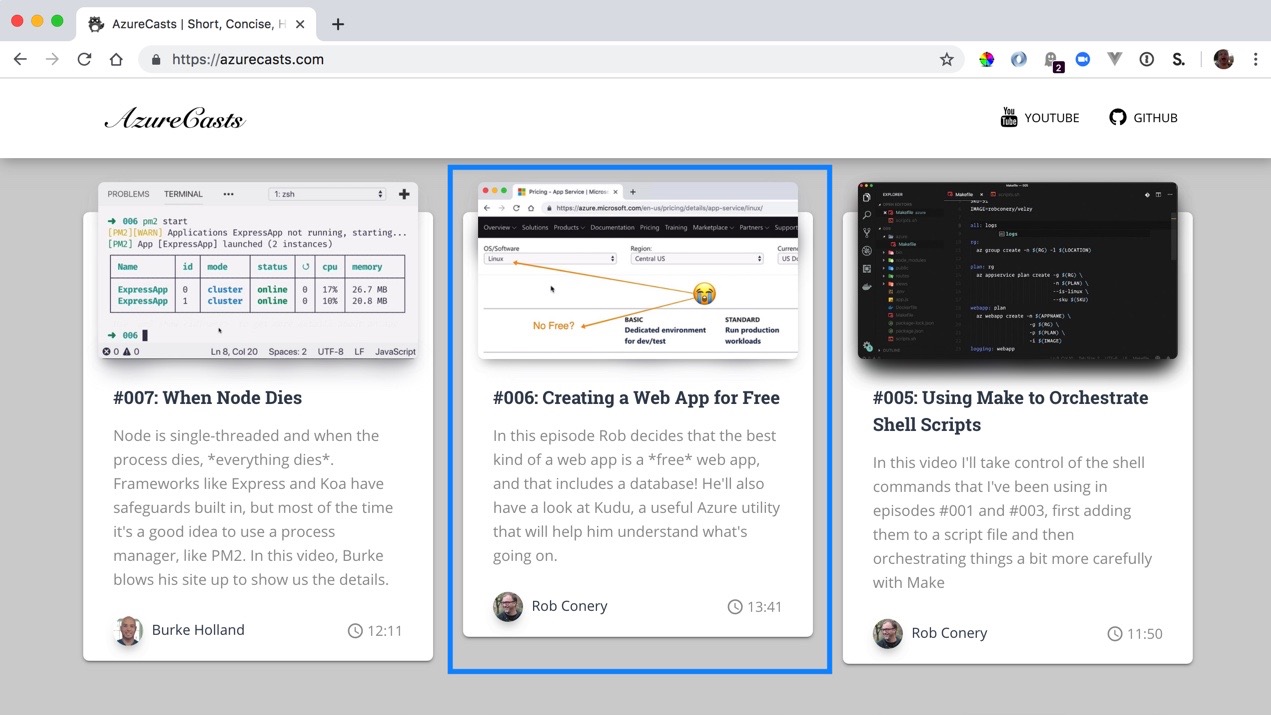 AzureCasts | Short, Concise, H
https://azurecasts.com
2
S.
AzureCasts
You
Tube
YOUTUBE
GITHUB
PROBLEMS TERMINAL ••• 1: zsh
➜ 006 pm2 start
[PM2][WARN] Applications ExpressApp not running, starting...
[PM2] App [ExpressApp] launched (2 instances)
Name id mode status ↺ cpu memory
ExpressApp 0 cluster online 0 17% 26.7 MB
ExpressApp 1 cluster online 0 10% 20.8 MB
➜ 006
0 0 Ln 8, Col 20 Spaces: 2 UTF-8 LF JavaScript
#007: When Node Dies
Node is single-threaded and when the
process dies, *everything dies*.
Frameworks like Express and Koa have
safeguards built in, but most of the time
it's a good idea to use a process
manager, like PM2. In this video, Burke
blows his site up to show us the details.
Burke Holland 12:11
Pricing - App Service | Micros
https://azure.microsoft.com/en-us/pricing/details/app-service/linux/
Overview Solutions Products Documentation Pricing Training Marketplace Partners Support
OS/Software Region: Curren
Linux Central US US Do
No Free?
BASIC STANDARD
Dedicated environment Run production
for dev/test workloads
#006: Creating a Web App for Free
In this episode Rob decides that the best
kind of a web app is a *free* web app,
and that includes a database! He'll also
have a look at Kudu, a useful Azure utility
that will help him understand what's
going on.
Rob Conery 13:41
EXPLORER Makefile
IMAGE=robconery/velzy
all: logs
logs
rg:
az group create -n $(RG) -l $(LOCATION)
plan: rg
az appservice plan create -g $(RG) \
-n $(PLAN) \
--is-linux \
--sku $(SKU)
webapp: plan
az webapp create -n $(APPNAME) \
-g $(RG) \
-p $(PLAN) \
-i $(IMAGE)
logging: webapp
#005: Using Make to Orchestrate
Shell Scripts
In this video I'll take control of the shell
commands that I've been using in
episodes #001 and #003, first adding
them to a script file and then
orchestrating things a bit more carefully
with Make
Rob Conery 11:50